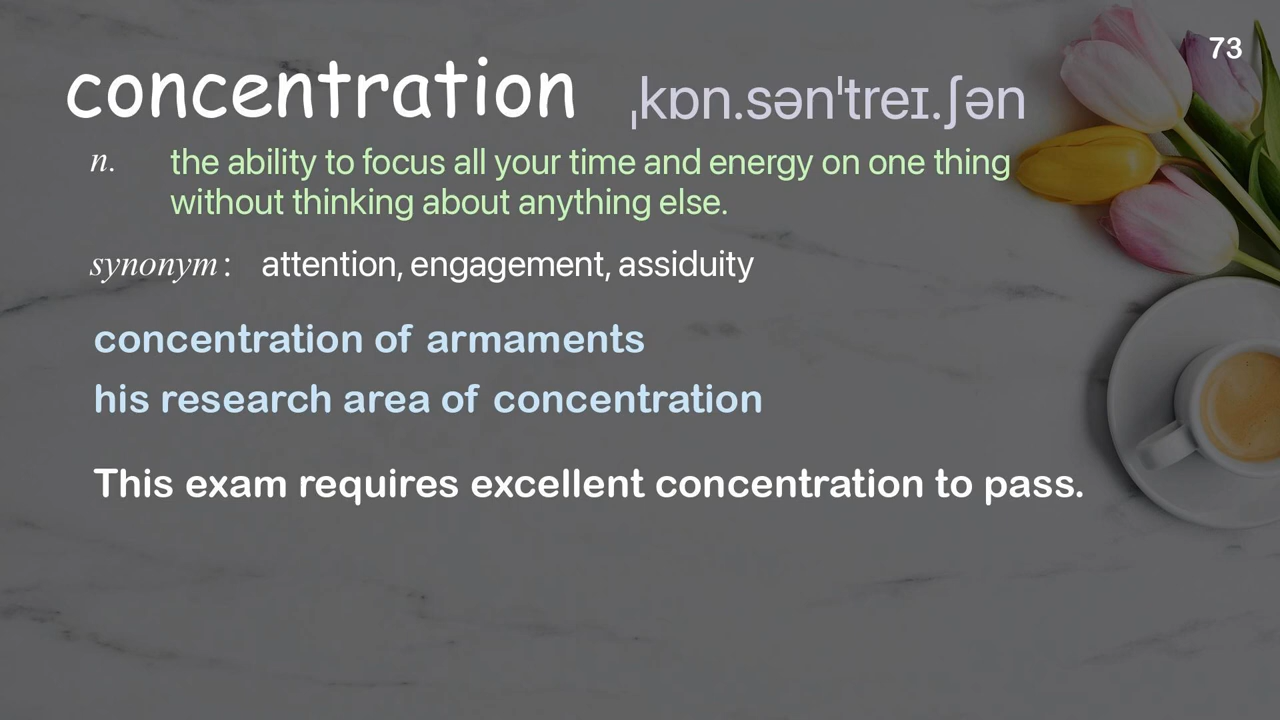 73
concentration ˌkɒn.sənˈtreɪ.ʃən
n. the ability to focus all your time and energy on one thing
without thinking about anything else.
synonym : attention, engagement, assiduity
concentration of armaments
his research area of concentration
This exam requires excellent concentration to pass.